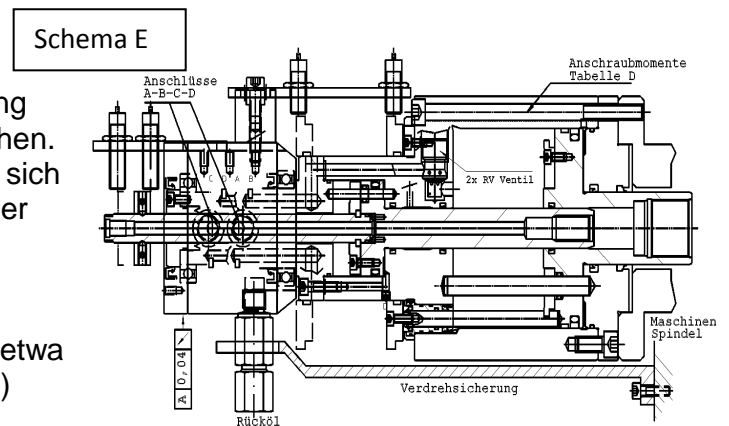 Schema E
ng
hen.
sich
er
etwa
)
Anschlüsse
A-B-C-D
Anschraubmomente
Tabelle D
C D A B
2x RV Ventil
A 0,04
Rücköl
Verdrehsicherung
Maschinen
Spindel